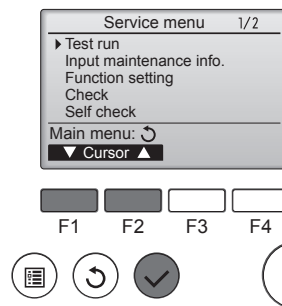 Service menu 1/2
Test run
Input maintenance info.
Function setting
Check
Self check
Main menu:
Cursor
F1 F2 F3 F4